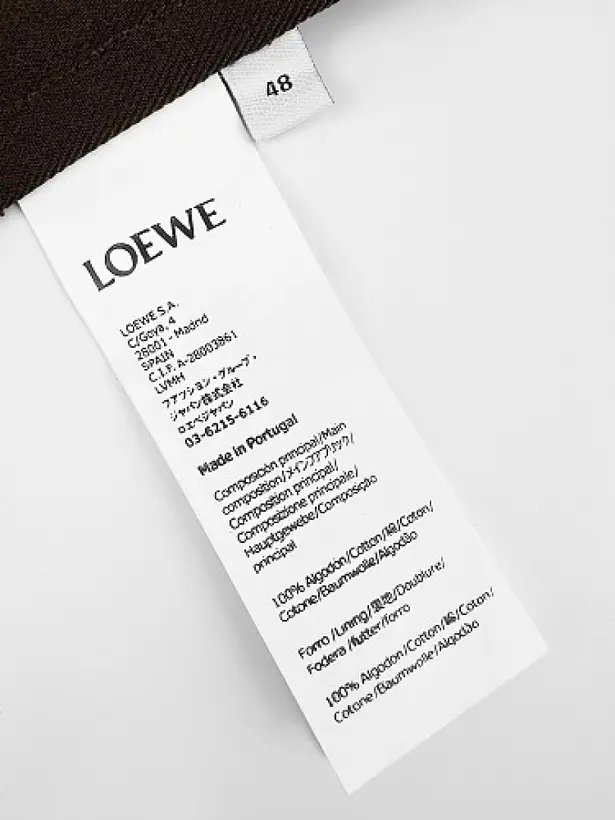 48
LOEWE
LOEWE S.A.
C/Goya, 4
28001 - Madrid
SPAIN
C.I.F. A-28003861
LVMH
ファッション・グループ・
ジャパン株式会社
ロエベジャパン
03-6215-6116
Made in Portugal
Composición principal/Main
composition/メインファブリック/
Composition principal/
Composizione principale/
Hauptgewebe/Composição
principal
100% Algodón/Cotton/綿/Coton/
Cotone/Baumwolle/Algodão
Forro/Lining/裏地/Doublure/
Fodera/futter/forro
100% Algodón/Cotton/綿/Coton/
Cotone/Baumwolle/Algodão